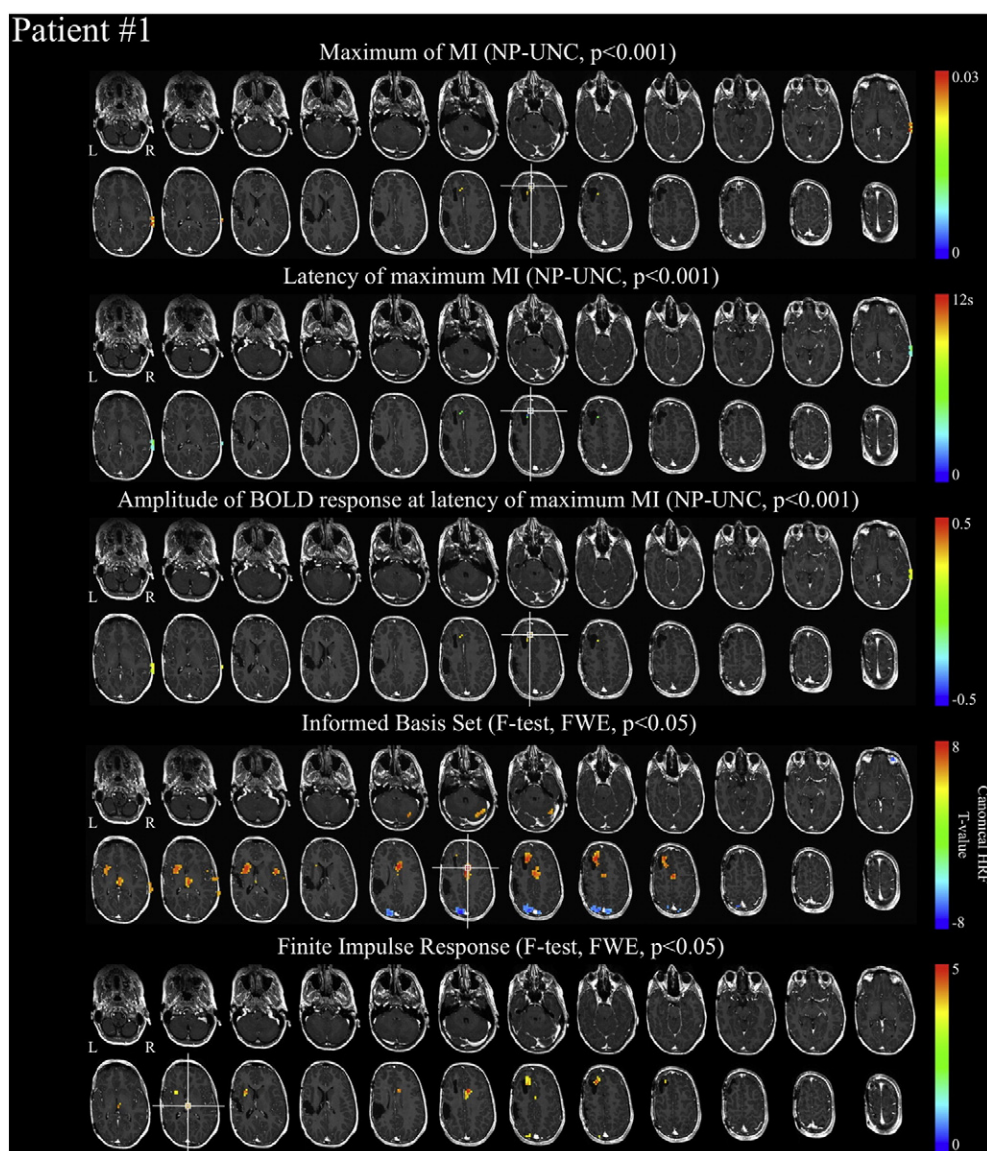 Patient #1
Maximum of MI (NP-UNC, p<0.001)
0.03
L R
0
Latency of maximum MI (NP-UNC, p<0.001)
12s
L R
0
Amplitude of BOLD response at latency of maximum MI (NP-UNC, p<0.001)
0.5
L R
-0.5
Informed Basis Set (F-test, FWE, p<0.05)
8
Canonical HRF
T-value
L R
-8
Finite Impulse Response (F-test, FWE, p<0.05)
5
L R
0